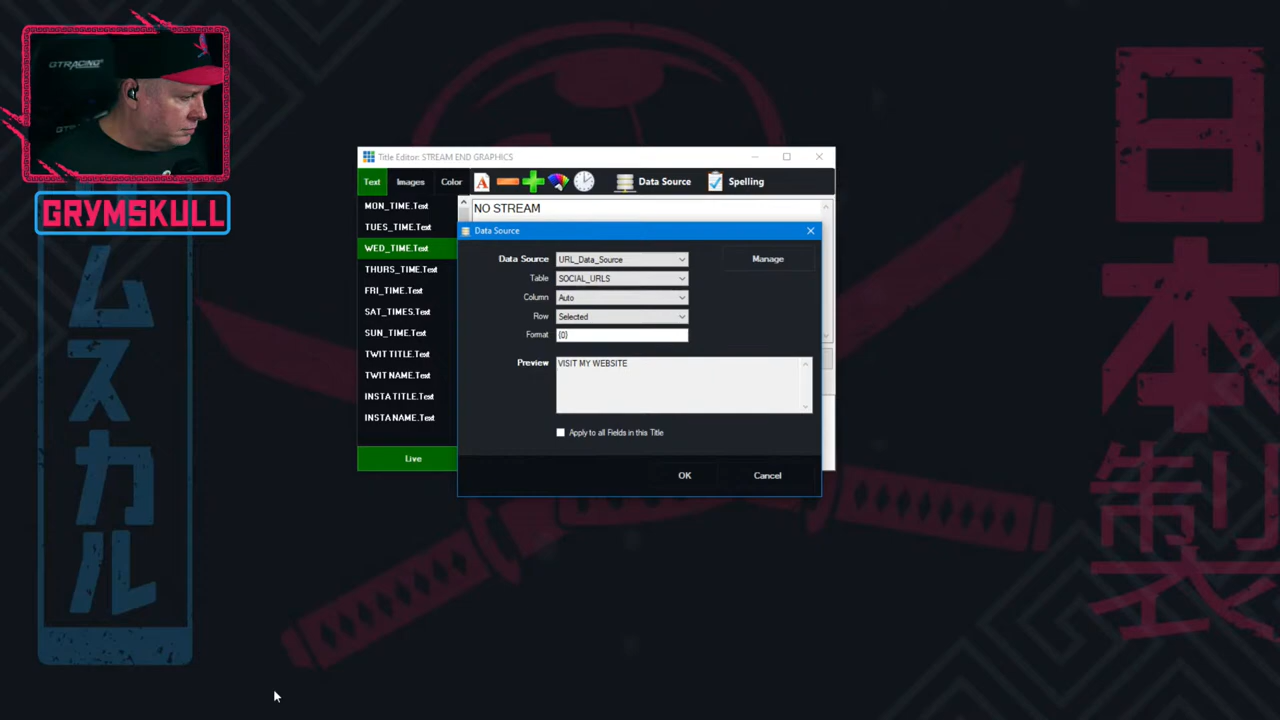 GTRACING
GT
GRYMSKULL
ムスカル
日本製
Title Editor: STREAM END GRAPHICS
Text
Images
Color
Data Source
Spelling
MON_TIME.Text
TUES_TIME.Text
WED_TIME.Text
THURS_TIME.Text
FRI_TIME.Text
SAT_TIMES.Text
SUN_TIME.Text
TWIT TITLE.Text
TWIT NAME.Text
INSTA TITLE.Text
INSTA NAME.Text
Live
NO STREAM
Data Source
Data Source URL_Data_Source
Manage
Table SOCIAL_URLS
Column Auto
Row Selected
Format {0}
Preview VISIT MY WEBSITE
Apply to all Fields in this Title
OK
Cancel